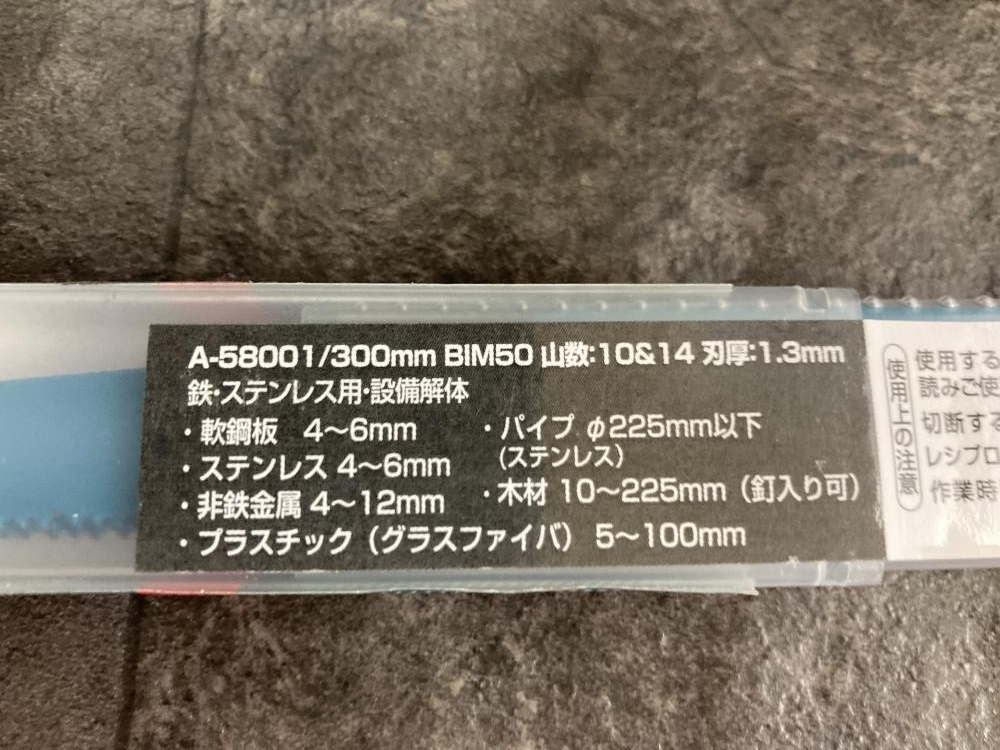 A-58001/300mm BIM50 山数:10&14 刃厚:1.3mm
鉄・ステンレス用・設備解体
・軟鋼板 4〜6mm
・ステンレス 4〜6mm
・非鉄金属 4〜12mm
・プラスチック（グラスファイバ） 5〜100mm
・パイプ φ225mm以下
（ステンレス）
・木材 10〜225mm（釘入り可）
使用上の注意
使用する
読みご使
切断する
レシプロ
作業時